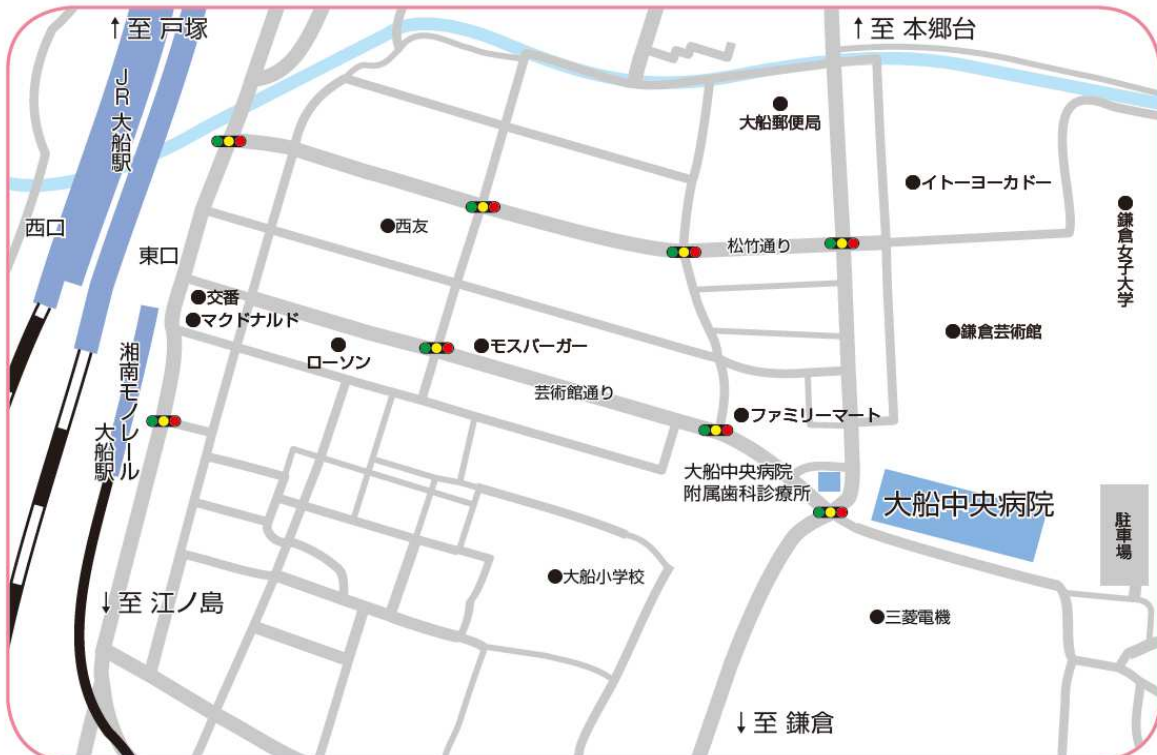 ↑至 戸塚
↑至 本郷台
JR 大船駅
大船郵便局
イトーヨーカドー
西口
西友
鎌倉女子大学
東口
松竹通り
交番
マクドナルド
鎌倉芸術館
ローソン
モスバーガー
湘南モノレール
大船駅
芸術館通り
ファミリーマート
大船中央病院
附属歯科診療所
大船中央病院
駐車場
大船小学校
↓至 江ノ島
三菱電機
↓至 鎌倉